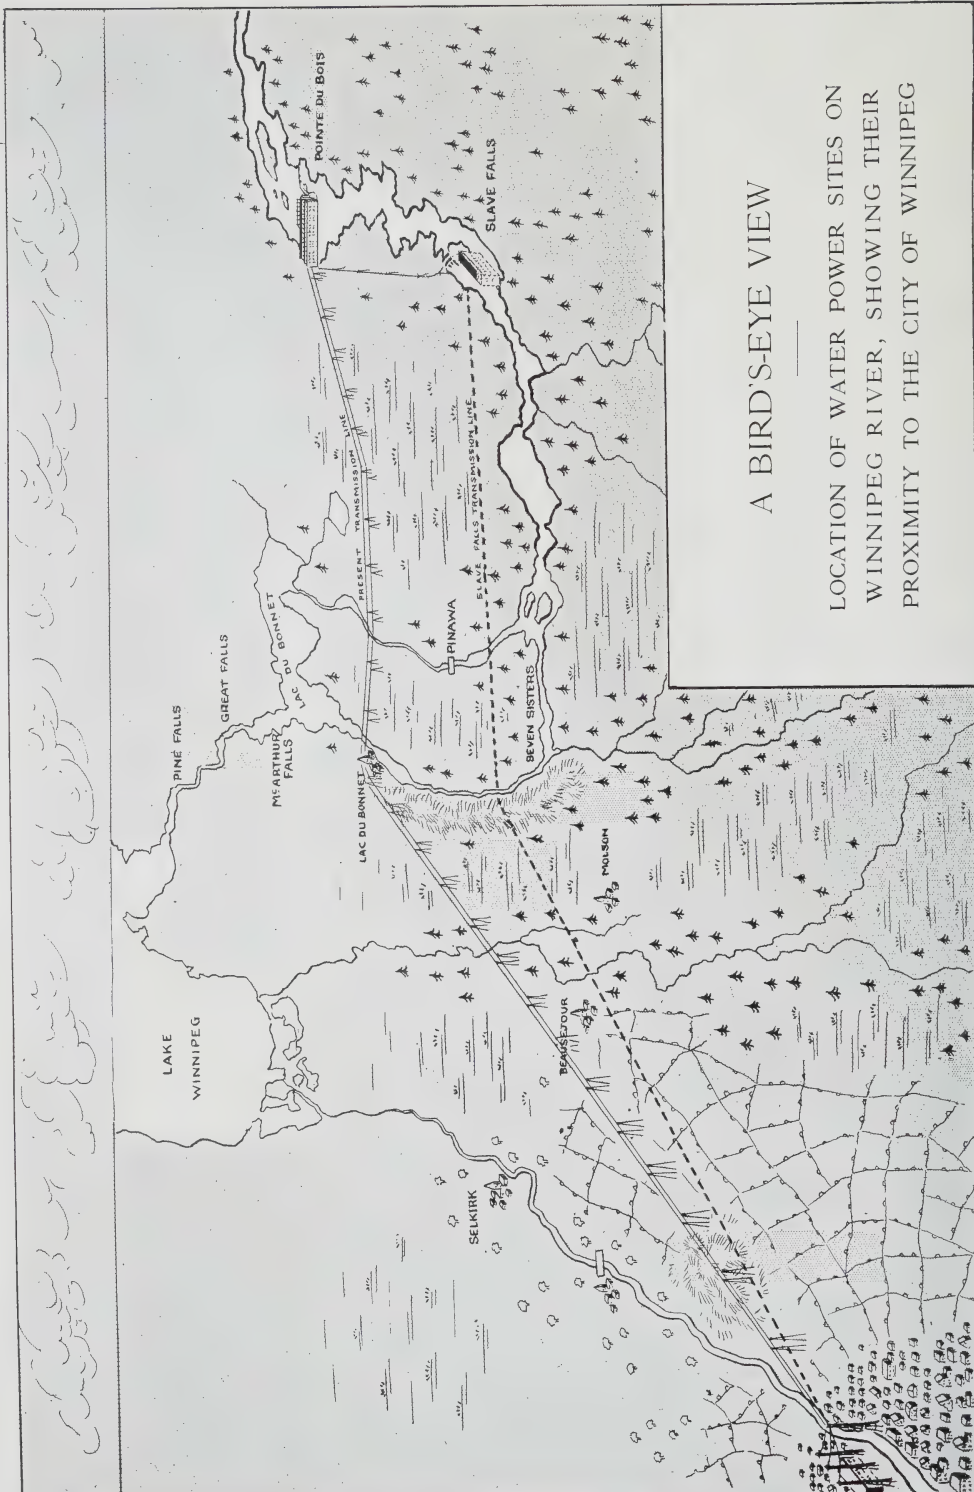 LAKE
WINNIPEG
PINE FALLS
GREAT FALLS
McARTHUR
FALLS
LAC DU BONNET
LAC DU BONNET
SELKIRK
BEAUSEJOUR
MOLSON
PINAWA
SEVEN SISTERS
PRESENT TRANSMISSION LINE
SLAVE FALLS TRANSMISSION LINE
POINTE DU BOIS
SLAVE FALLS
A BIRD'S-EYE VIEW
LOCATION OF WATER POWER SITES ON
WINNIPEG RIVER, SHOWING THEIR
PROXIMITY TO THE CITY OF WINNIPEG